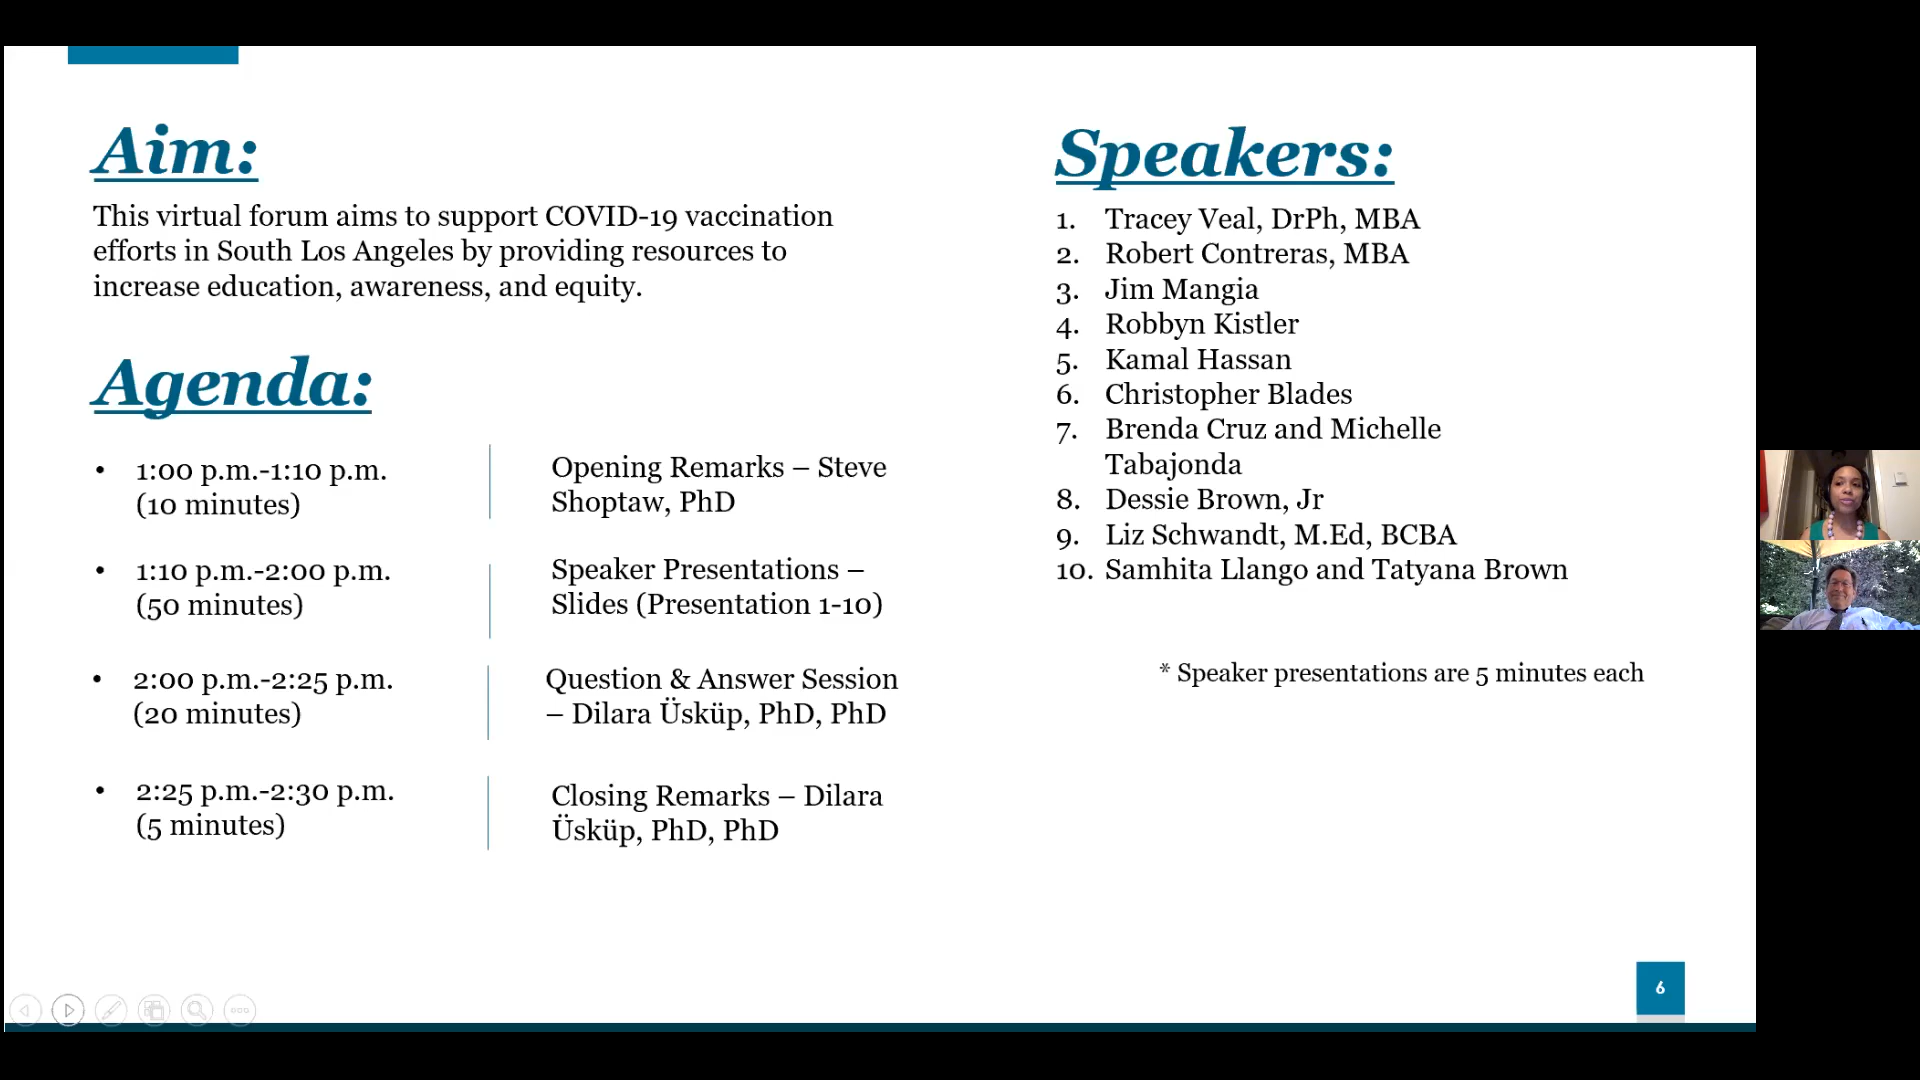 Aim:
This virtual forum aims to support COVID-19 vaccination
efforts in South Los Angeles by providing resources to
increase education, awareness, and equity.
Agenda:
• 1:00 p.m.-1:10 p.m.
(10 minutes)
Opening Remarks – Steve
Shoptaw, PhD
• 1:10 p.m.-2:00 p.m.
(50 minutes)
Speaker Presentations –
Slides (Presentation 1-10)
• 2:00 p.m.-2:25 p.m.
(20 minutes)
Question & Answer Session
– Dilara Üsküp, PhD, PhD
• 2:25 p.m.-2:30 p.m.
(5 minutes)
Closing Remarks – Dilara
Üsküp, PhD, PhD
Speakers:
1. Tracey Veal, DrPh, MBA
2. Robert Contreras, MBA
3. Jim Mangia
4. Robbyn Kistler
5. Kamal Hassan
6. Christopher Blades
7. Brenda Cruz and Michelle
Tabajonda
8. Dessie Brown, Jr
9. Liz Schwandt, M.Ed, BCBA
10. Samhita Llango and Tatyana Brown
* Speaker presentations are 5 minutes each
6